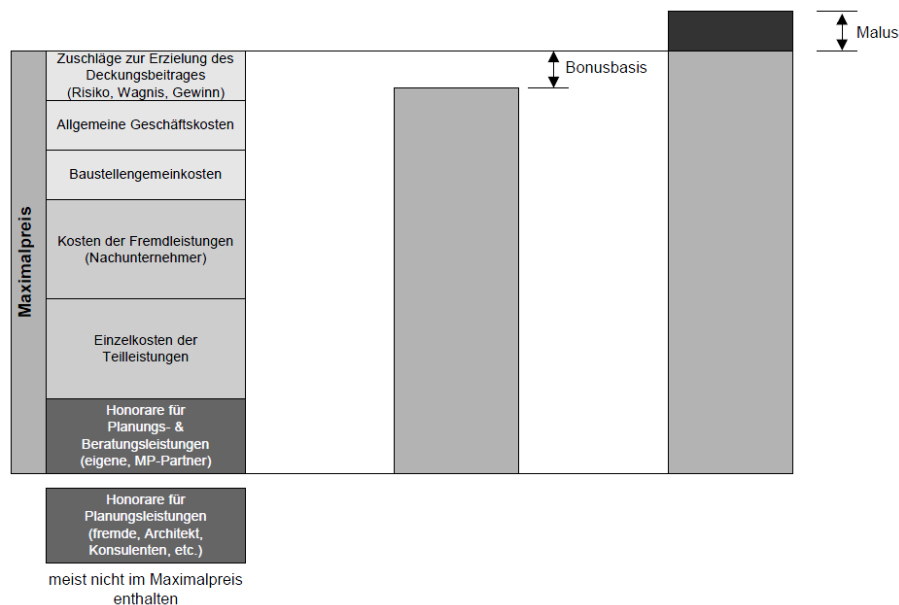 Malus
Zuschläge zur Erzielung des
Deckungsbeitrages
(Risiko, Wagnis, Gewinn)
Bonusbasis
Allgemeine Geschäftskosten
Baustellengemeinkosten
Maximalpreis
Kosten der Fremdleistungen
(Nachunternehmer)
Einzelkosten der
Teilleistungen
Honorare für
Planungs- &
Beratungsleistungen
(eigene, MP-Partner)
Honorare für
Planungsleistungen
(fremde, Architekt,
Konsulenten, etc.)
meist nicht im Maximalpreis
enthalten